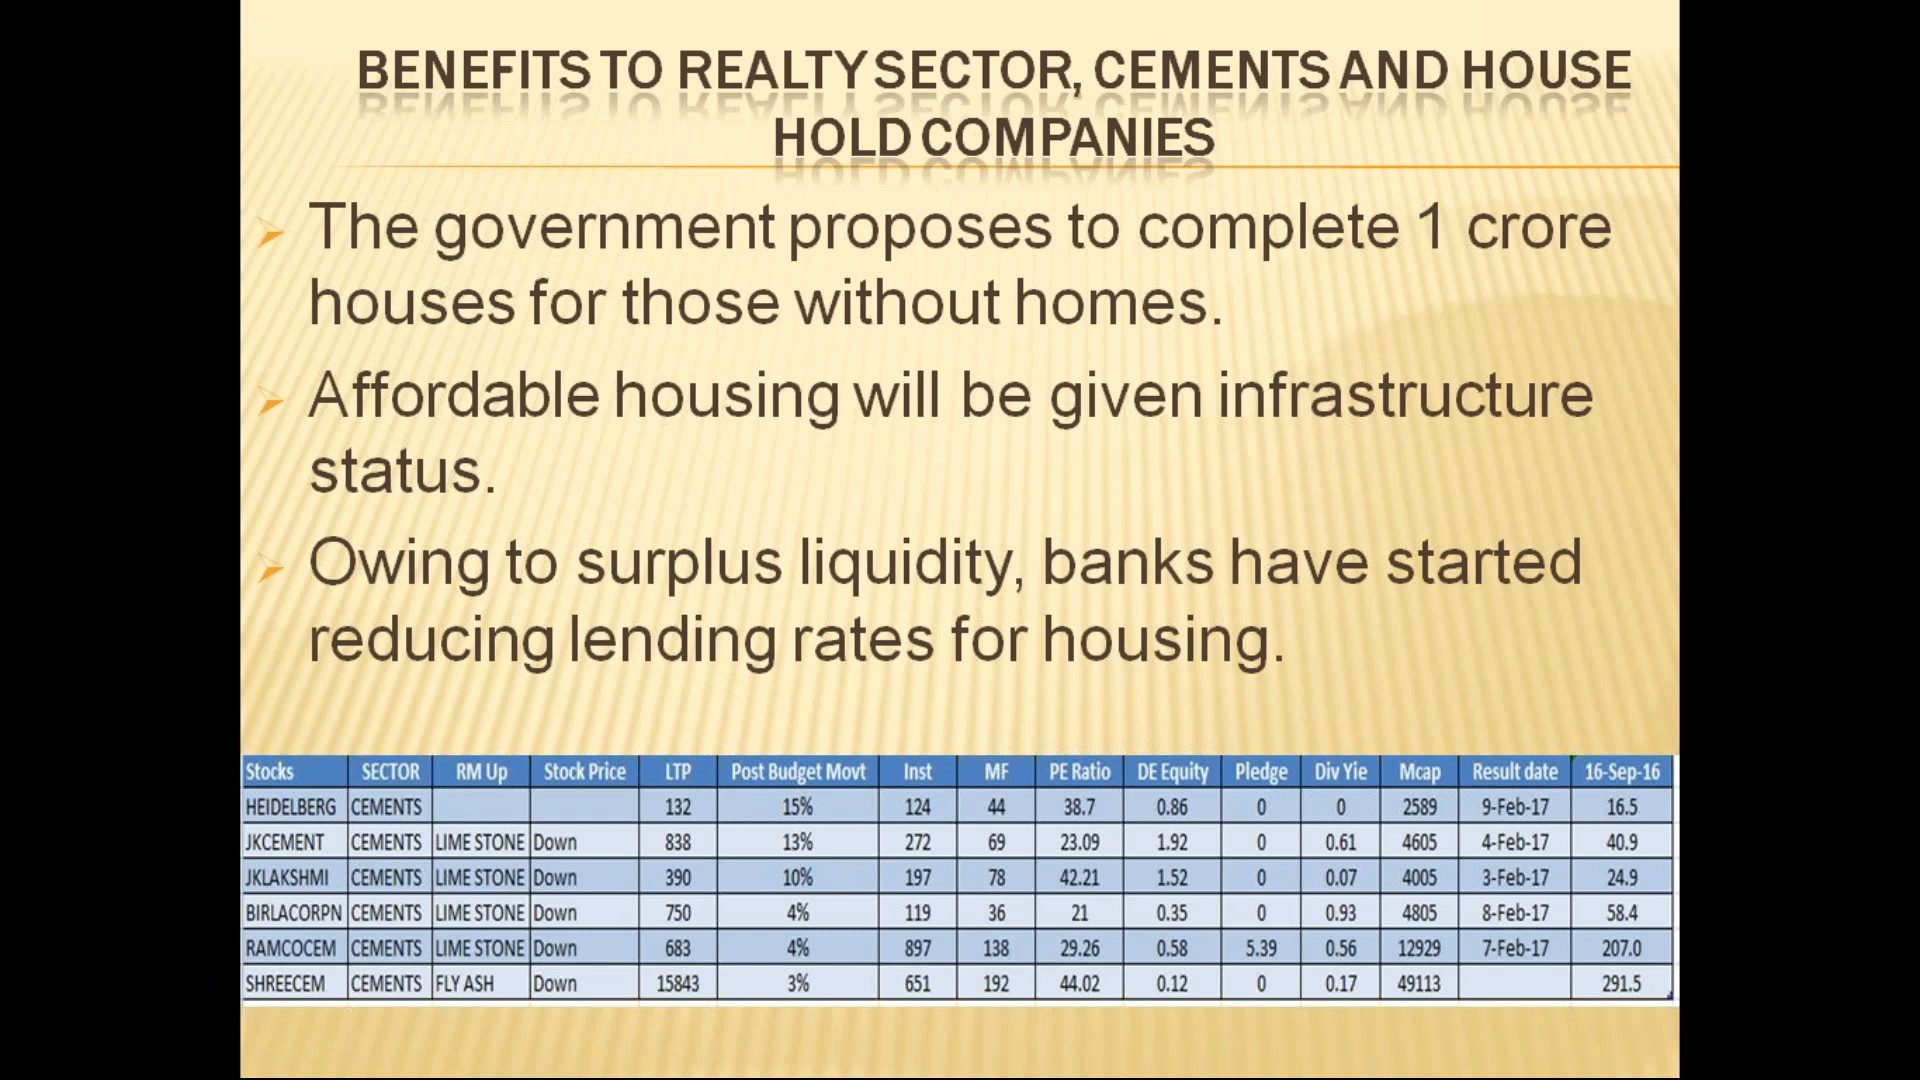 BENEFITS TO REALTY SECTOR, CEMENTS AND HOUSE
HOLD COMPANIES
The government proposes to complete 1 crore
houses for those without homes.
Affordable housing will be given infrastructure
status.
Owing to surplus liquidity, banks have started
reducing lending rates for housing.
Stocks SECTOR RM Up Stock Price LTP Post Budget Movt Inst MF PE Ratio DE Equity Pledge Div Yie Mcap Result date 16-Sep-16
HEIDELBERG CEMENTS 132 15% 124 44 38.7 0.86 0 0 2589 9-Feb-17 16.5
JKCEMENT CEMENTS LIME STONE Down 838 13% 272 69 23.09 1.92 0 0.61 4605 4-Feb-17 40.9
JKLAKSHMI CEMENTS LIME STONE Down 390 10% 197 78 42.21 1.52 0 0.07 4005 3-Feb-17 24.9
BIRLACORPN CEMENTS LIME STONE Down 750 4% 119 36 21 0.35 0 0.93 4805 8-Feb-17 58.4
RAMCOCEM CEMENTS LIME STONE Down 683 4% 897 138 29.26 0.58 5.39 0.56 12929 7-Feb-17 207.0
SHREECEM CEMENTS FLY ASH Down 15843 3% 651 192 44.02 0.12 0 0.17 49113 291.5